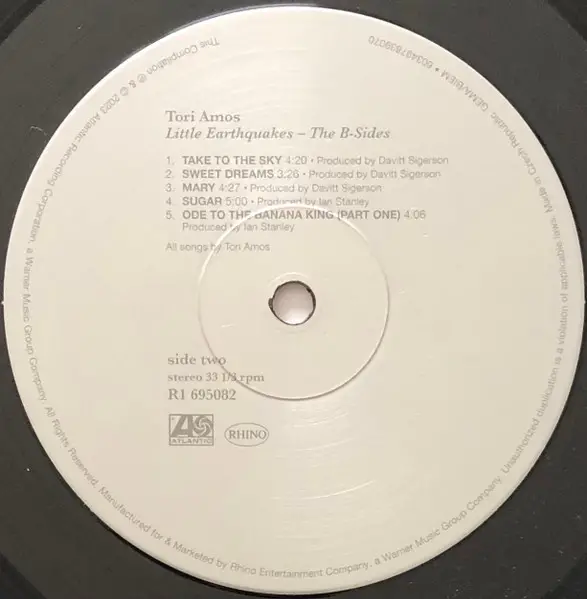 Tori Amos
Little Earthquakes – The B-Sides
1. TAKE TO THE SKY 4:20 • Produced by Davitt Sigerson
2. SWEET DREAMS 3:26 • Produced by Davitt Sigerson
3. MARY 4:27 • Produced by Davitt Sigerson
4. SUGAR 5:00 • Produced by Ian Stanley
5. ODE TO THE BANANA KING (PART ONE) 4:06
Produced by Ian Stanley
All songs by Tori Amos
side two
stereo 33 1/3 rpm
R1 695082
ATLANTIC
RHINO
This Compilation ℗ & © 2023 Atlantic Recording Corporation, a Warner Music Group Company. All Rights Reserved. Manufactured for & Marketed by Rhino Entertainment Company, a Warner Music Group Company. Unauthorized duplication is a violation of applicable laws. Made in Czech Republic GEMA/BIEM • 603497839070